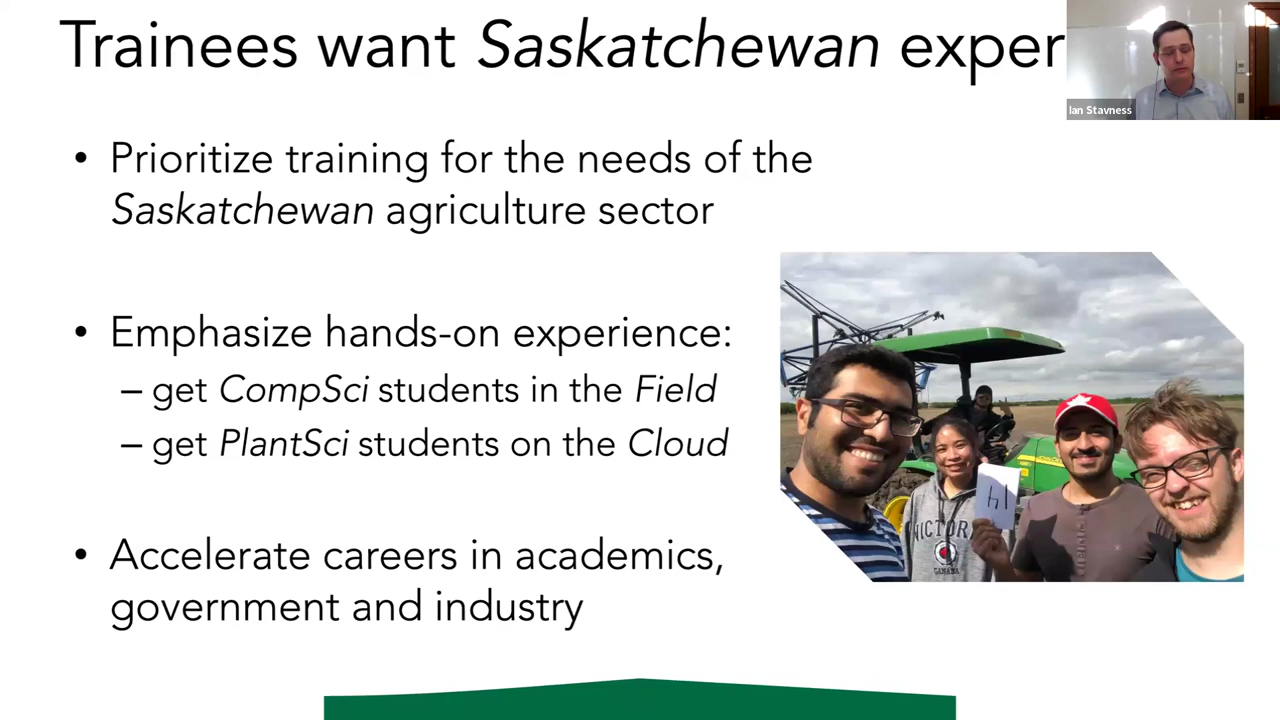 Trainees want Saskatchewan exper
Ian Stavness
• Prioritize training for the needs of the
Saskatchewan agriculture sector
• Emphasize hands-on experience:
– get CompSci students in the Field
– get PlantSci students on the Cloud
• Accelerate careers in academics,
government and industry
VICTOR
CANADA